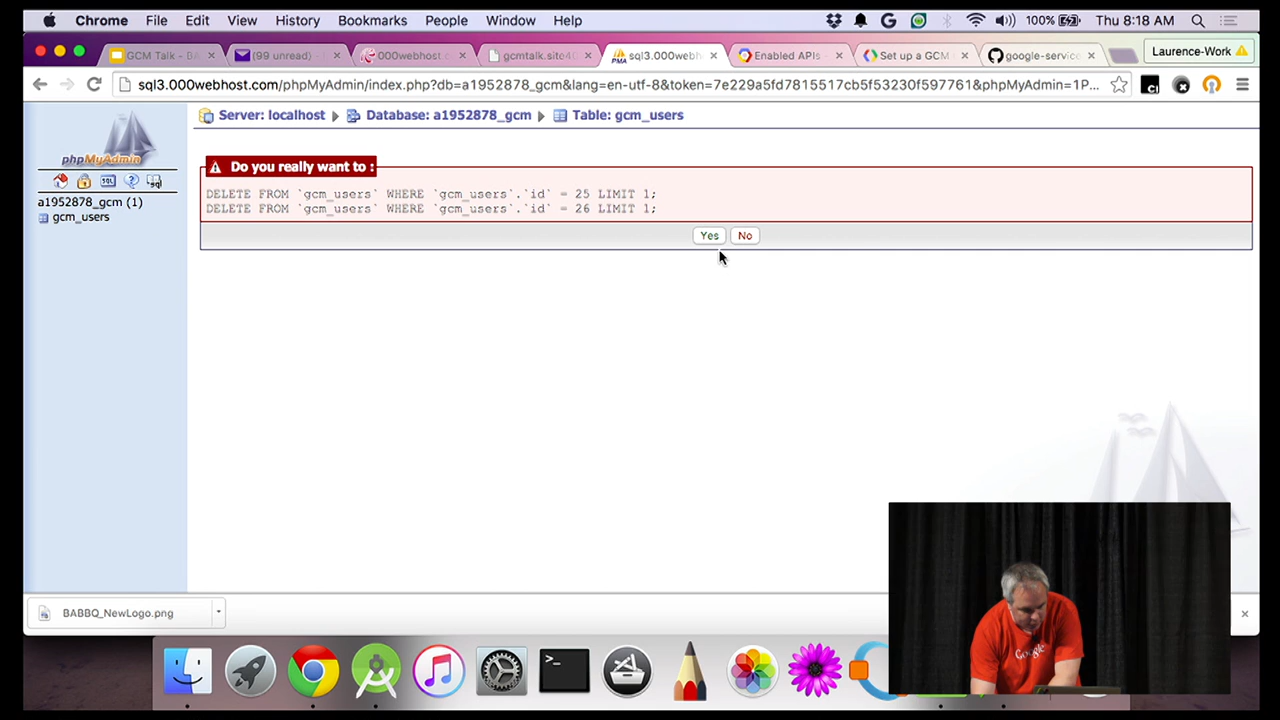 Chrome File Edit View History Bookmarks People Window Help 100% Thu 8:18 AM
GCM Talk - B (99 unread) - 000webhost gcmtalk.site40 sql3.000webh Enabled APIs Set up a GCM google-service Laurence-Work
sql3.000webhost.com/phpMyAdmin/index.php?db=a1952878_gcm&lang=en-utf-8&token=7e229a5fd7815517cb5f53230f597761&phpMyAdmin=1P...
Server: localhost Database: a1952878_gcm Table: gcm_users
phpMyAdmin
SQL
a1952878_gcm (1)
gcm_users
Do you really want to :
DELETE FROM `gcm_users` WHERE `gcm_users`.`id` = 25 LIMIT 1;
DELETE FROM `gcm_users` WHERE `gcm_users`.`id` = 26 LIMIT 1;
Yes No
BABBQ_NewLogo.png
Google